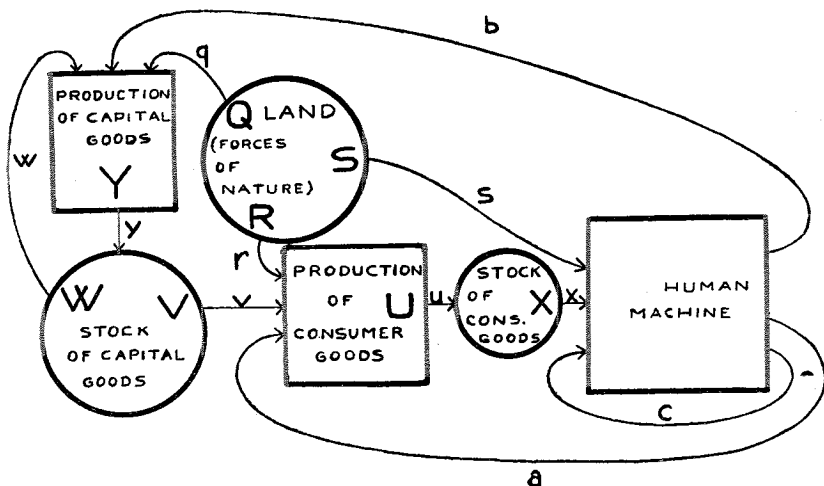 b
q
PRODUCTION
OF CAPITAL
GOODS
Y
Q LAND
(FORCES
OF
NATURE)
S
R
w
s
y
r
W V
STOCK
OF CAPITAL
GOODS
v
PRODUCTION
OF U
CONSUMER
GOODS
u
STOCK
OF X
CONS.
GOODS
x
HUMAN
MACHINE
c
a